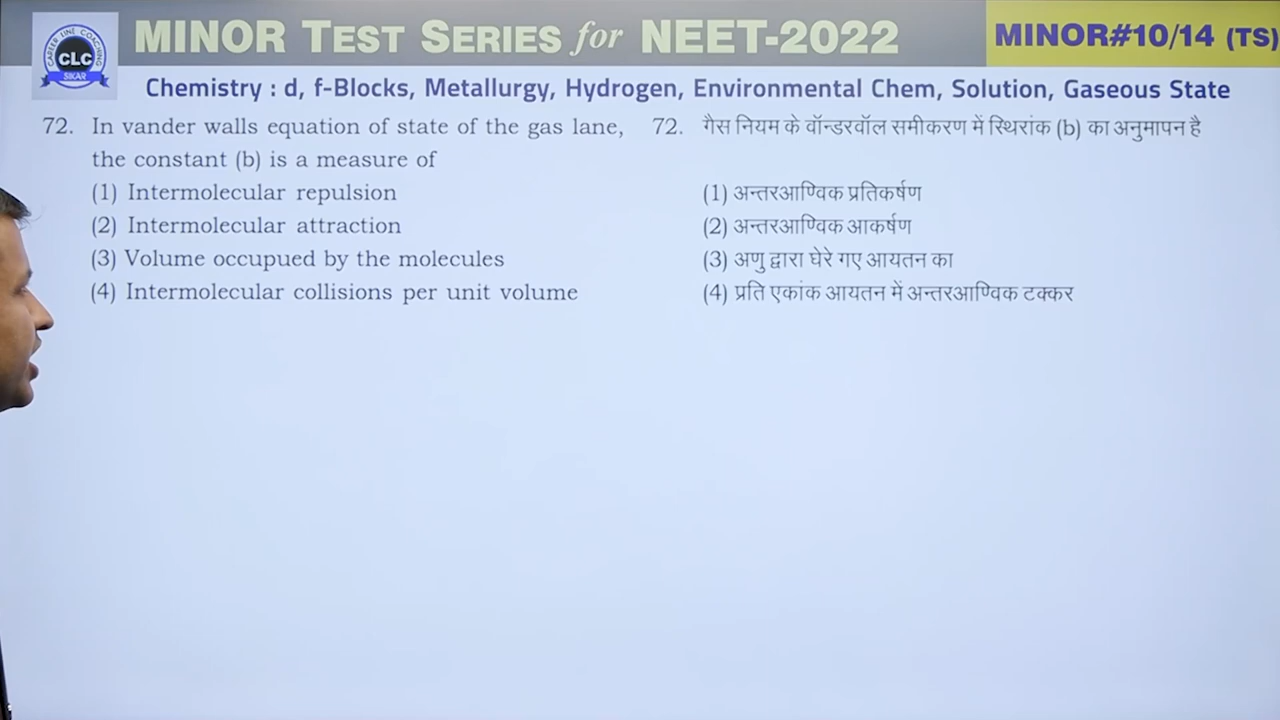 CAREER LINE COACHING
CLC
SIKAR
MINOR TEST SERIES for NEET-2022
MINOR#10/14 (TS)
Chemistry : d, f-Blocks, Metallurgy, Hydrogen, Environmental Chem, Solution, Gaseous State
72. In vander walls equation of state of the gas lane,
the constant (b) is a measure of
(1) Intermolecular repulsion
(2) Intermolecular attraction
(3) Volume occupued by the molecules
(4) Intermolecular collisions per unit volume
72. गैस नियम के वॉन्डरवॉल समीकरण में स्थिरांक (b) का अनुमापन है
(1) अन्तरआण्विक प्रतिकर्षण
(2) अन्तरआण्विक आकर्षण
(3) अणु द्वारा घेरे गए आयतन का
(4) प्रति एकांक आयतन में अन्तरआण्विक टक्कर